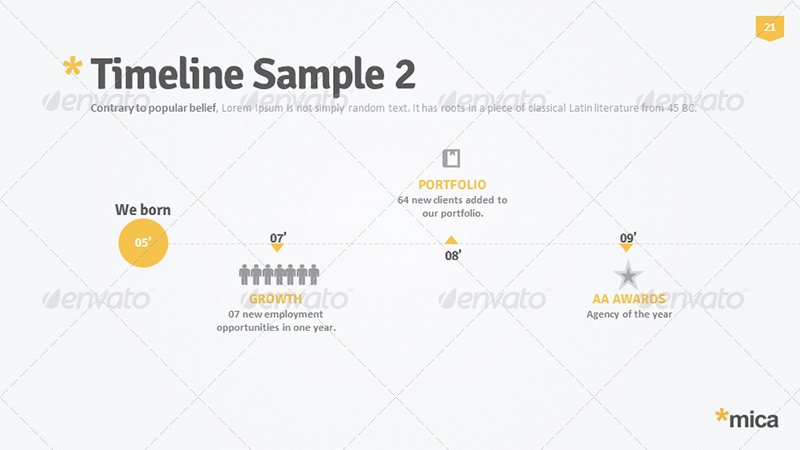 21
* Timeline Sample 2
Contrary to popular belief, Lorem Ipsum is not simply random text. It has roots in a piece of classical Latin literature from 45 BC.
envato envato envato envato
PORTFOLIO
64 new clients added to
our portfolio.
We born
05’
07’
08’
09’
GROWTH
07 new employment
opportunities in one year.
AA AWARDS
Agency of the year
envato envato envato envato
*mica